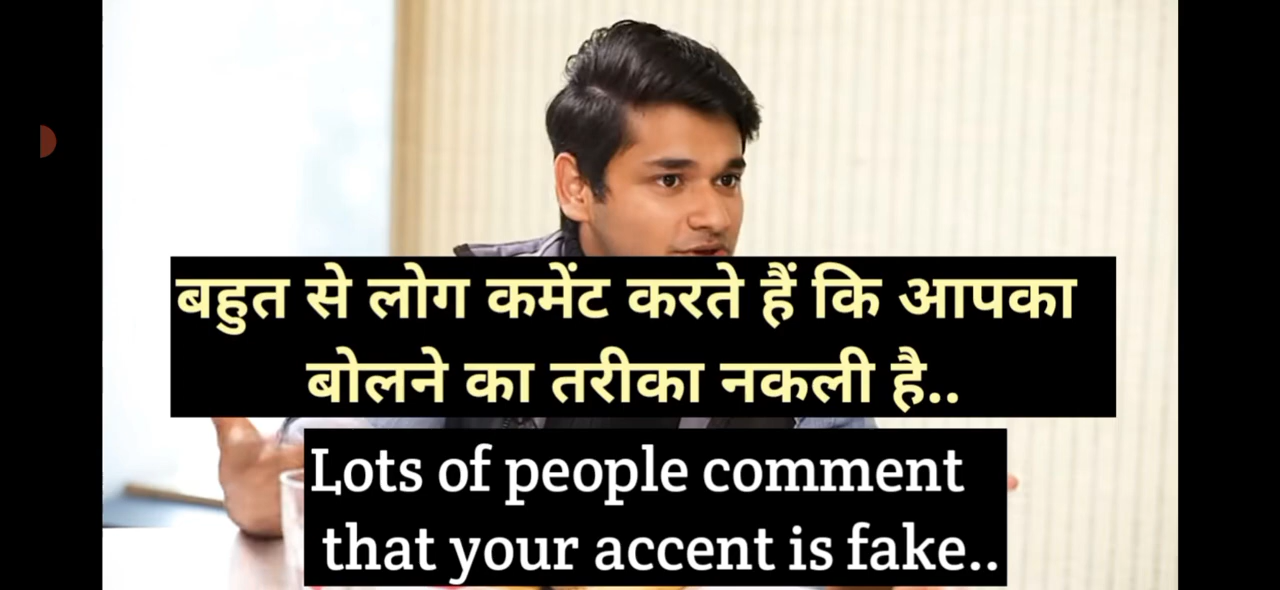 बहुत से लोग कमेंट करते हैं कि आपका
बोलने का तरीका नकली है..
Lots of people comment
that your accent is fake..